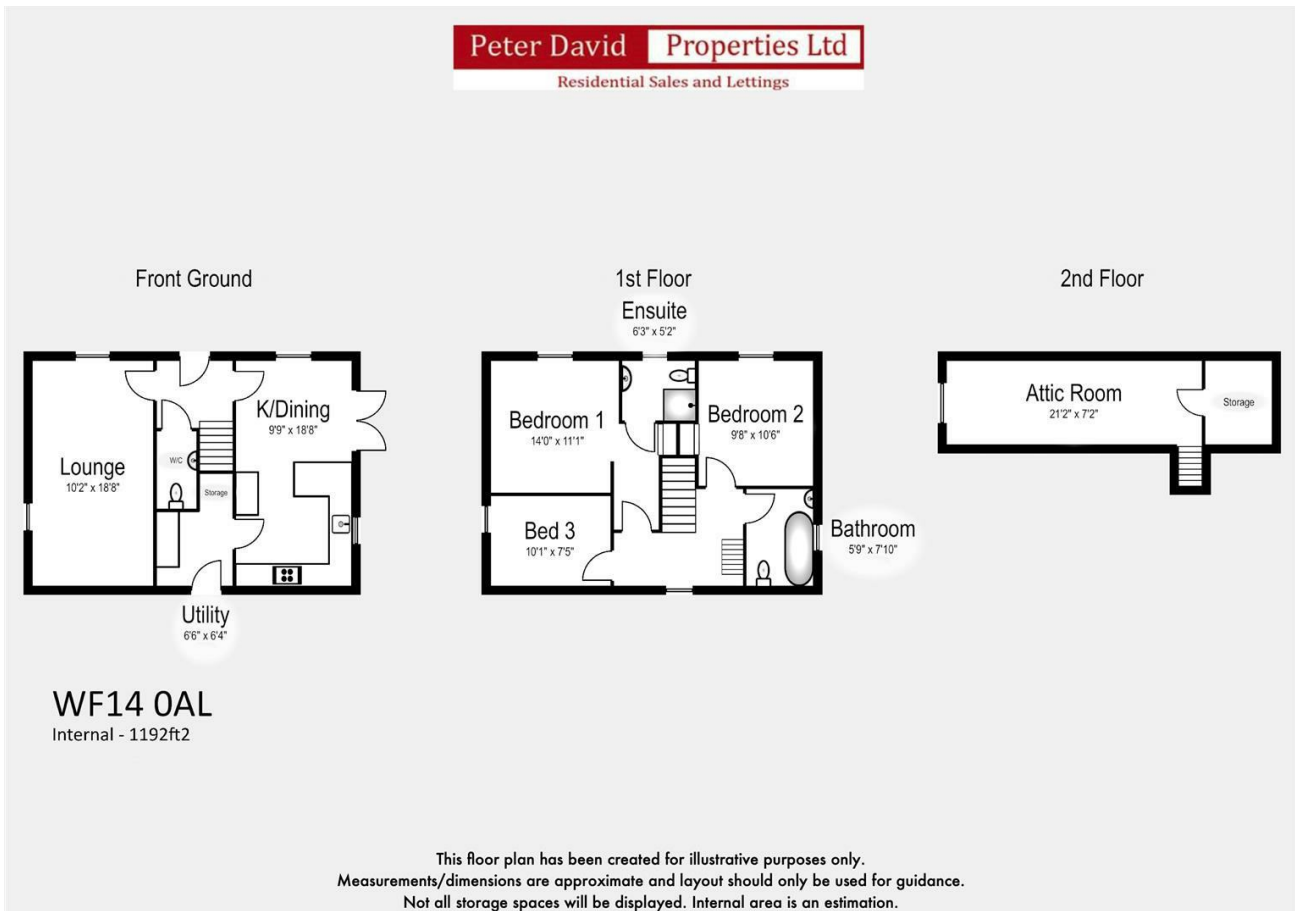 Peter David Properties Ltd
Residential Sales and Lettings
Front Ground
Lounge
10'2" x 18'8"
W/C
Storage
K/Dining
9'9" x 18'8"
Utility
6'6" x 6'4"
1st Floor
Ensuite
6'3" x 5'2"
Bedroom 1
14'0" x 11'1"
Bedroom 2
9'8" x 10'6"
Bed 3
10'1" x 7'5"
Bathroom
5'9" x 7'10"
2nd Floor
Attic Room
21'2" x 7'2"
Storage
WF14 0AL
Internal - 1192ft2
This floor plan has been created for illustrative purposes only.
Measurements/dimensions are approximate and layout should only be used for guidance.
Not all storage spaces will be displayed. Internal area is an estimation.